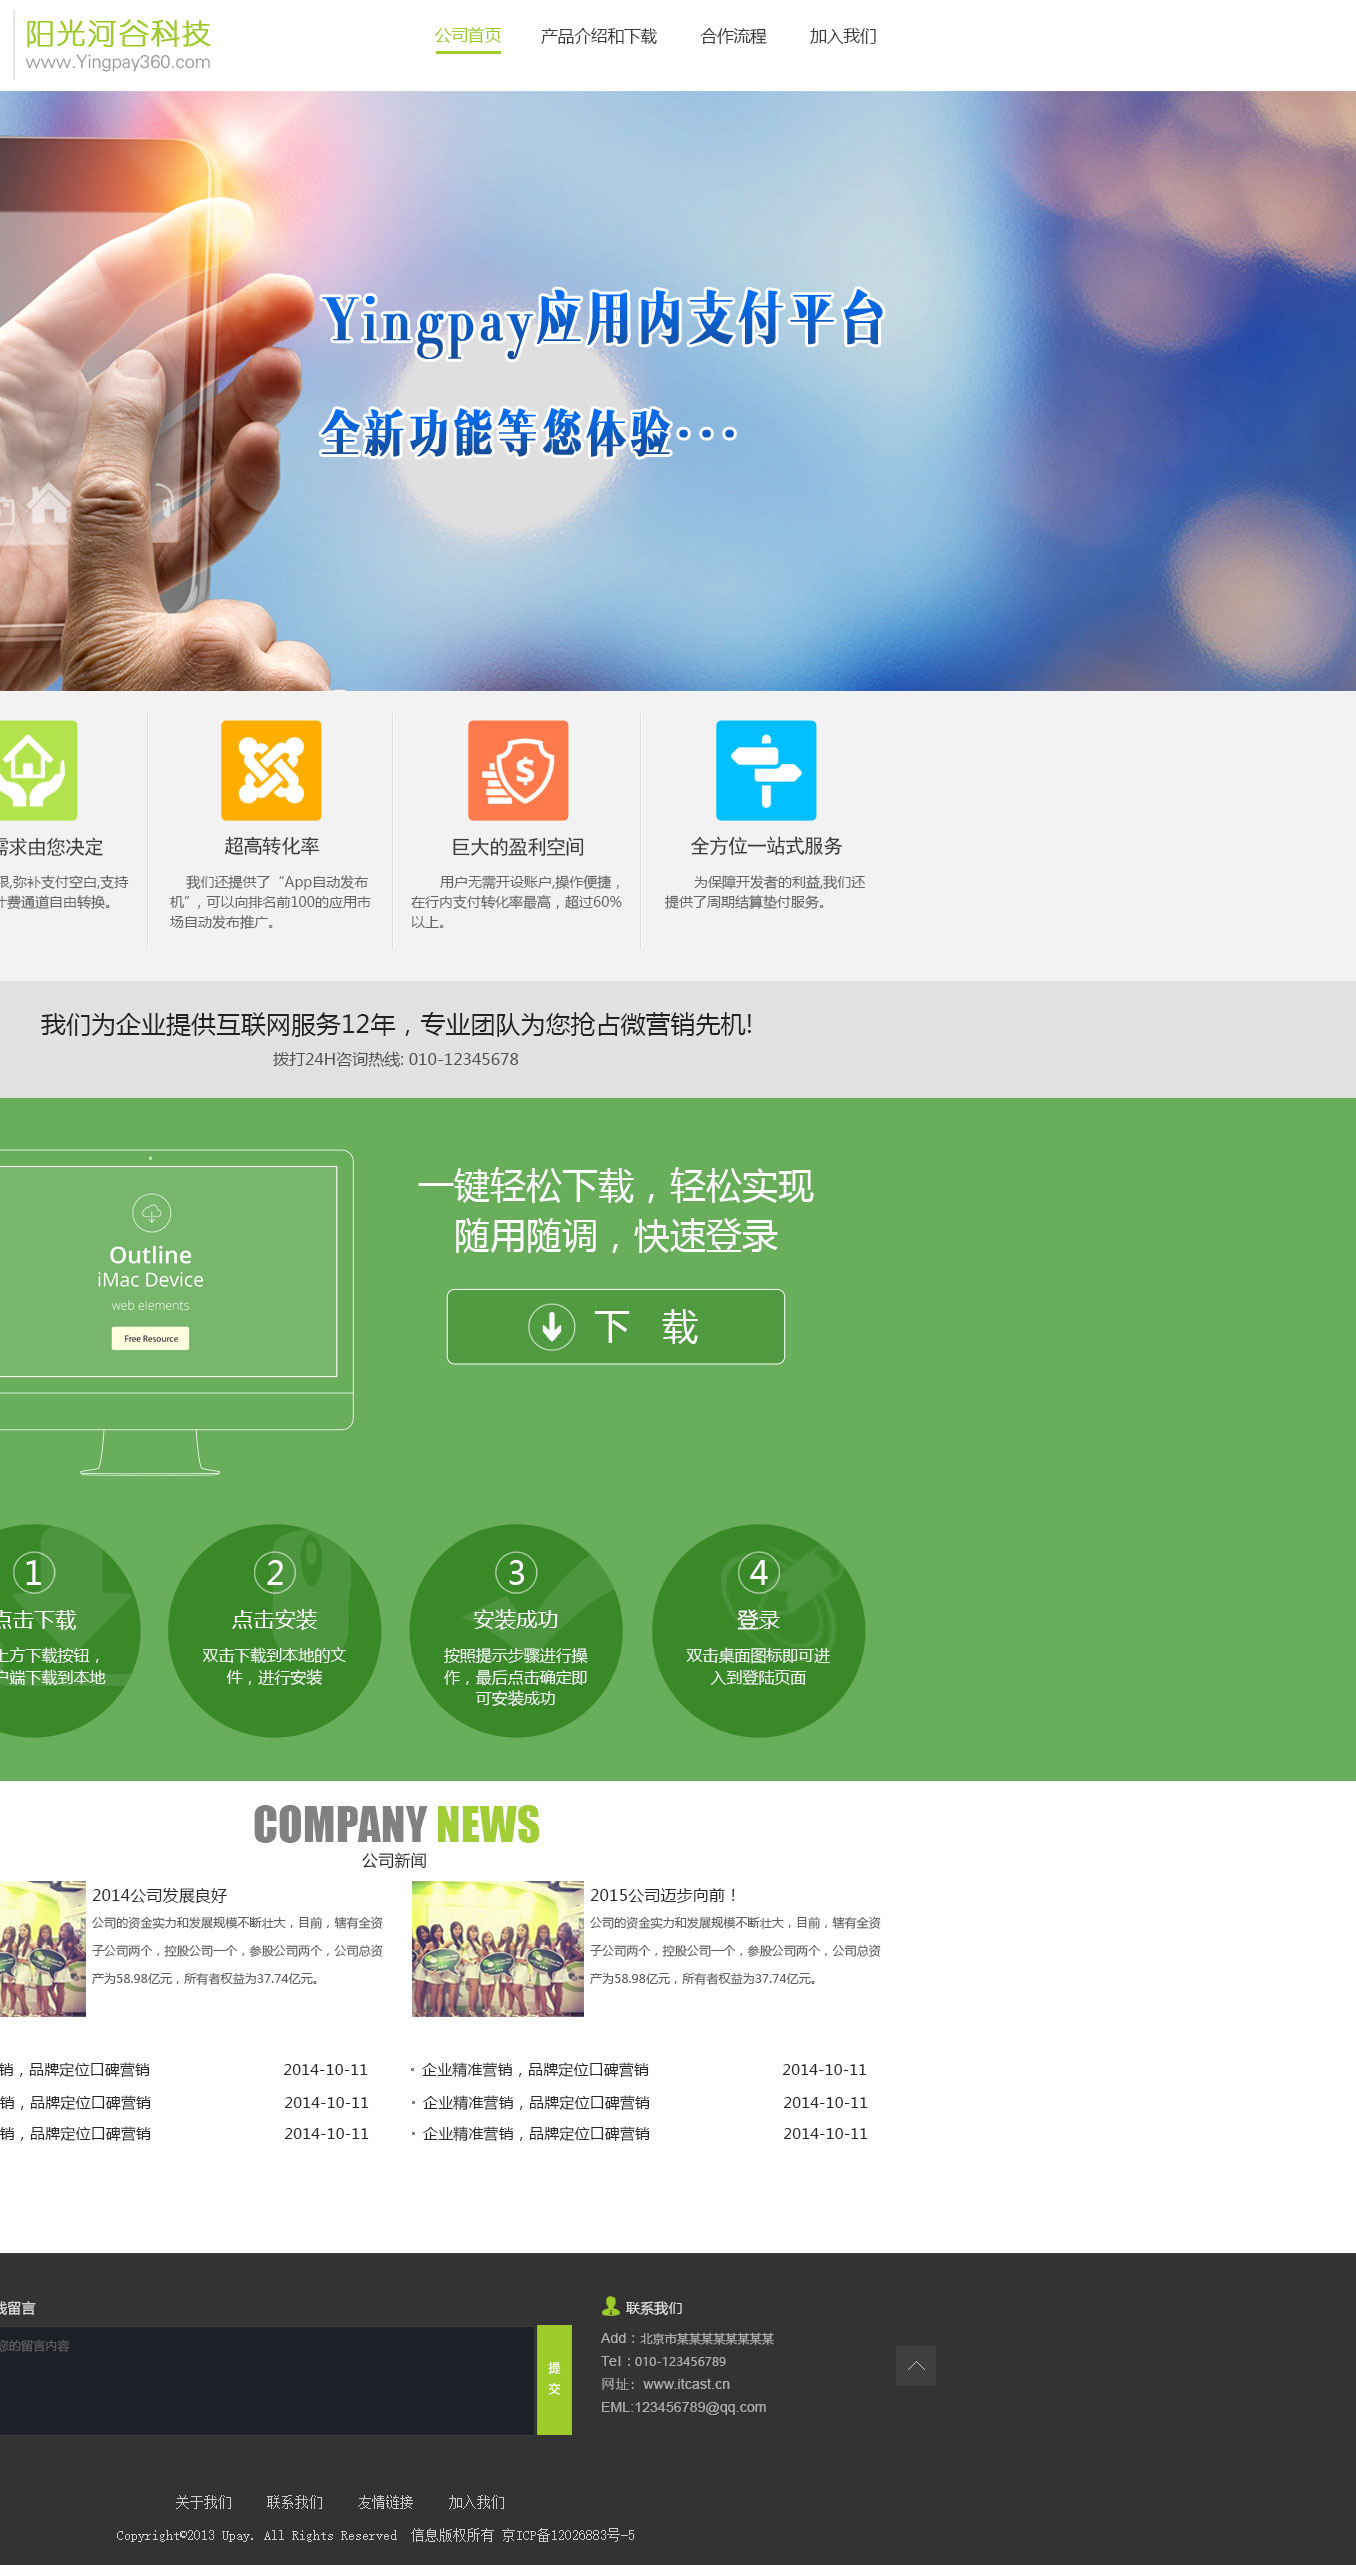 阳光河谷科技
www.Yingpay360.com
公司首页 产品介绍和下载 合作流程 加入我们
Yingpay应用内支付平台
全新功能等您体验···
需求由您决定
限,弥补支付空白,支持
计费通道自由转换。
超高转化率
我们还提供了“App自动发布
机”,可以向排名前100的应用市
场自动发布推广。
巨大的盈利空间
用户无需开设账户,操作便捷,
在行内支付转化率最高,超过60%
以上。
全方位一站式服务
为保障开发者的利益,我们还
提供了周期结算垫付服务。
我们为企业提供互联网服务12年,专业团队为您抢占微营销先机!
拨打24H咨询热线: 010-12345678
Outline
iMac Device
web elements
Free Resource
一键轻松下载,轻松实现
随用随调,快速登录
下 载
1
点击下载
上方下载按钮,
户端下载到本地
2
点击安装
双击下载到本地的文
件,进行安装
3
安装成功
按照提示步骤进行操
作,最后点击确定即
可安装成功
4
登录
双击桌面图标即可进
入到登陆页面
COMPANY NEWS
公司新闻
2014公司发展良好
公司的资金实力和发展规模不断壮大,目前,辖有全资
子公司两个,控股公司一个,参股公司两个,公司总资
产为58.98亿元,所有者权益为37.74亿元。
2015公司迈步向前!
公司的资金实力和发展规模不断壮大,目前,辖有全资
子公司两个,控股公司一个,参股公司两个,公司总资
产为58.98亿元,所有者权益为37.74亿元。
销,品牌定位口碑营销 2014-10-11
销,品牌定位口碑营销 2014-10-11
销,品牌定位口碑营销 2014-10-11
企业精准营销,品牌定位口碑营销 2014-10-11
企业精准营销,品牌定位口碑营销 2014-10-11
企业精准营销,品牌定位口碑营销 2014-10-11
线留言
您的留言内容
提
交
联系我们
Add:北京市某某某某某某某某
Tel:010-123456789
网址: www.itcast.cn
EML:123456789@qq.com
关于我们 联系我们 友情链接 加入我们
Copyright©2013 Upay. All Rights Reserved 信息版权所有 京ICP备12026883号-5